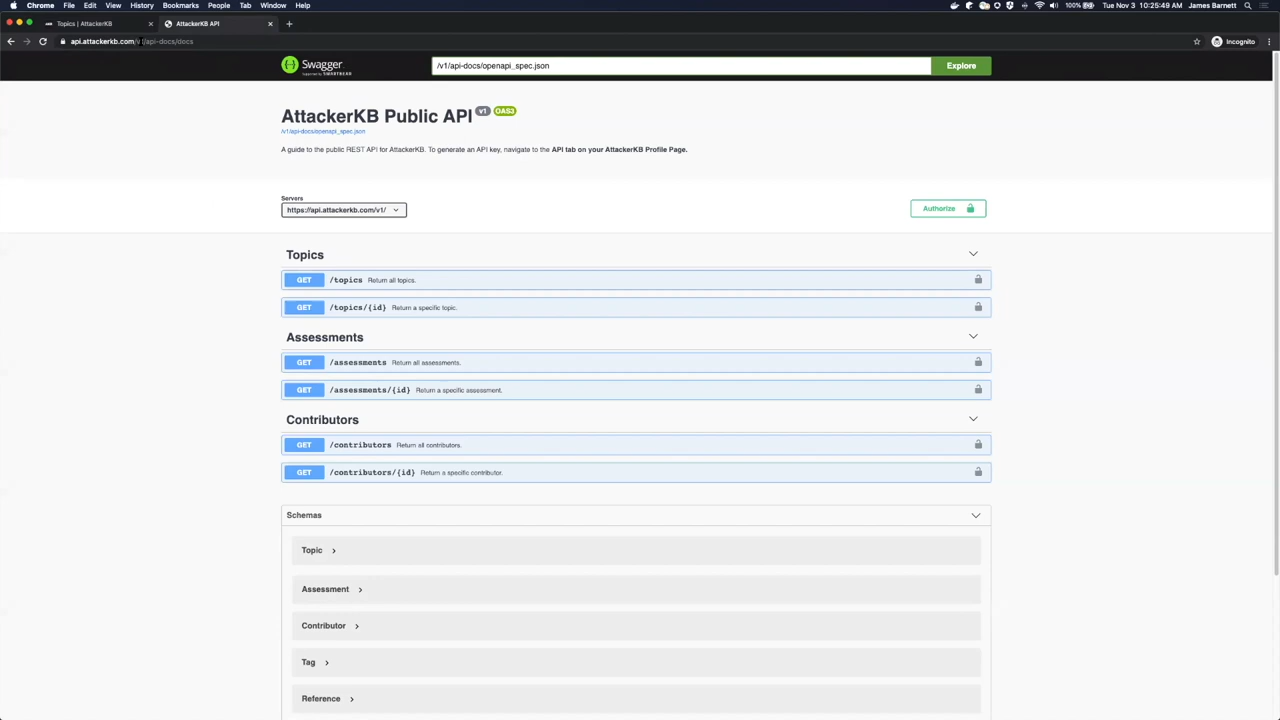 Chrome File Edit View History Bookmarks People Tab Window Help 100% Tue Nov 3 10:25:49 AM James Barnett
Topics | AttackerKB AttackerKB API
api.attackerkb.com/v1/api-docs/docs Incognito
Swagger /v1/api-docs/openapi_spec.json Explore
Supported by SMARTBEAR
AttackerKB Public API v1 OAS3
/v1/api-docs/openapi_spec.json
A guide to the public REST API for AttackerKB. To generate an API key, navigate to the API tab on your AttackerKB Profile Page.
Servers
https://api.attackerkb.com/v1/ Authorize
Topics
GET /topics Return all topics.
GET /topics/{id} Return a specific topic.
Assessments
GET /assessments Return all assessments.
GET /assessments/{id} Return a specific assessment.
Contributors
GET /contributors Return all contributors.
GET /contributors/{id} Return a specific contributor.
Schemas
Topic
Assessment
Contributor
Tag
Reference